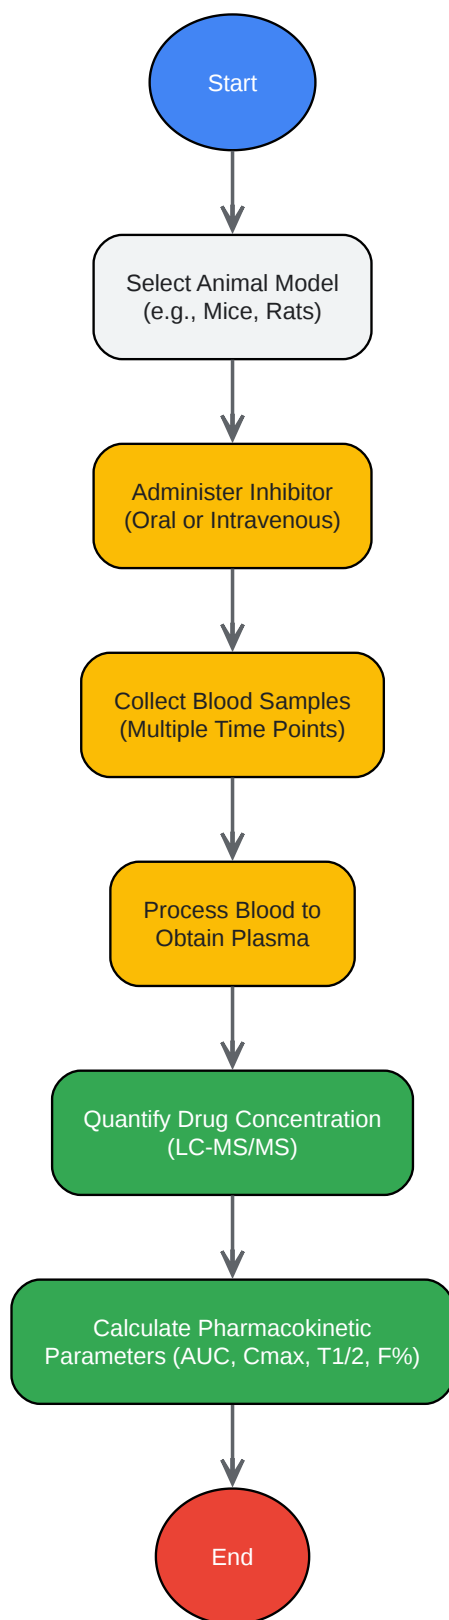 Start
Select Animal Model
(e.g., Mice, Rats)
Administer Inhibitor
(Oral or Intravenous)
Collect Blood Samples
(Multiple Time Points)
Process Blood to
Obtain Plasma
Quantify Drug Concentration
(LC-MS/MS)
Calculate Pharmacokinetic
Parameters (AUC, Cmax, T1/2, F%)
End